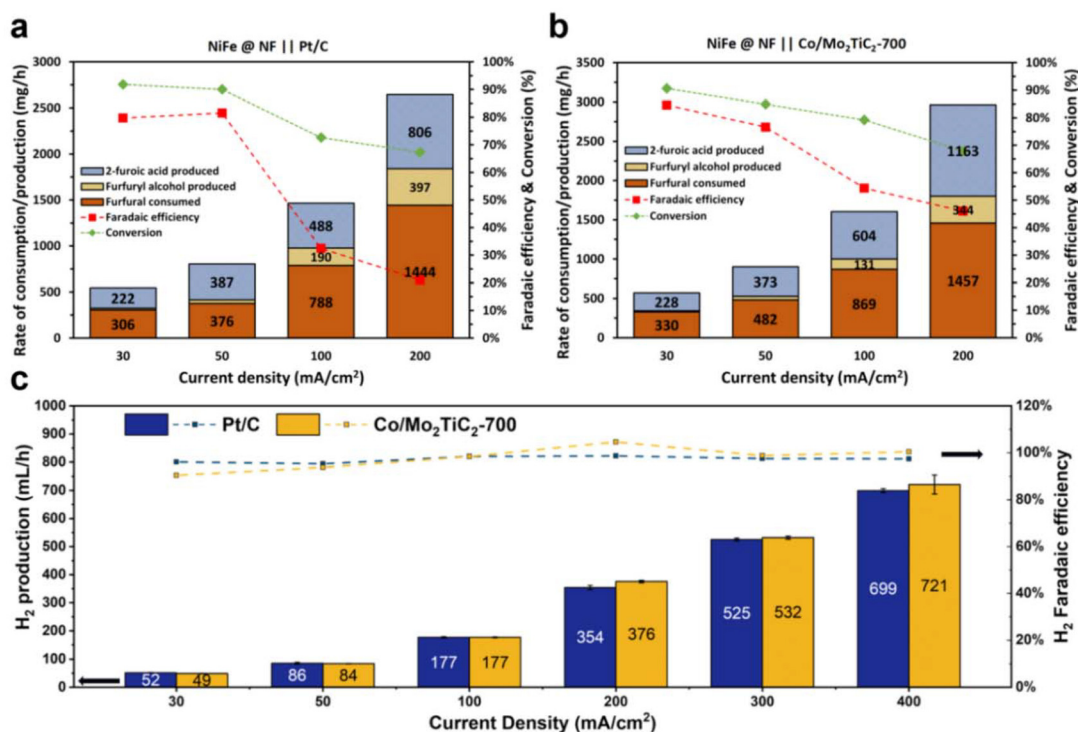 a
NiFe @ NF || Pt/C
Rate of consumption/production (mg/h)
3000
2500
2000
1500
1000
500
0
2-furoic acid produced
Furfuryl alcohol produced
Furfural consumed
Faradaic efficiency
Conversion
222
306
387
376
488
190
788
806
397
1444
100%
90%
80%
70%
60%
50%
40%
30%
20%
10%
0%
Faradaic efficiency & Conversion (%)
30 50 100 200
Current density (mA/cm²)
b
NiFe @ NF || Co/Mo₂TiC₂-700
Rate of consumption/production (mg/h)
3500
3000
2500
2000
1500
1000
500
0
2-furoic acid produced
Furfuryl alcohol produced
Furfural consumed
Faradaic efficiency
Conversion
228
330
373
482
604
131
869
1163
344
1457
100%
90%
80%
70%
60%
50%
40%
30%
20%
10%
0%
Faradaic efficiency & Conversion (%)
30 50 100 200
Current density (mA/cm²)
c
H₂ production (mL/h)
1000
900
800
700
600
500
400
300
200
100
0
Pt/C Co/Mo₂TiC₂-700
52 49
86 84
177 177
354 376
525 532
699 721
120%
100%
80%
60%
40%
20%
0%
H₂ Faradaic efficiency
30 50 100 200 300 400
Current Density (mA/cm²)